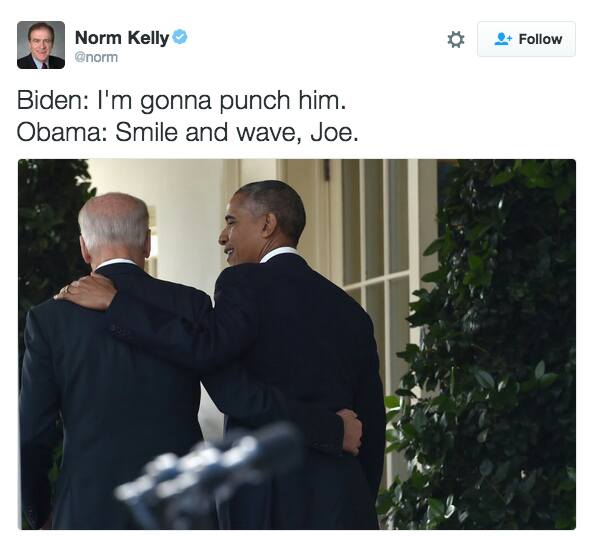 Norm Kelly
@norm
Follow
Biden: I'm gonna punch him.
Obama: Smile and wave, Joe.